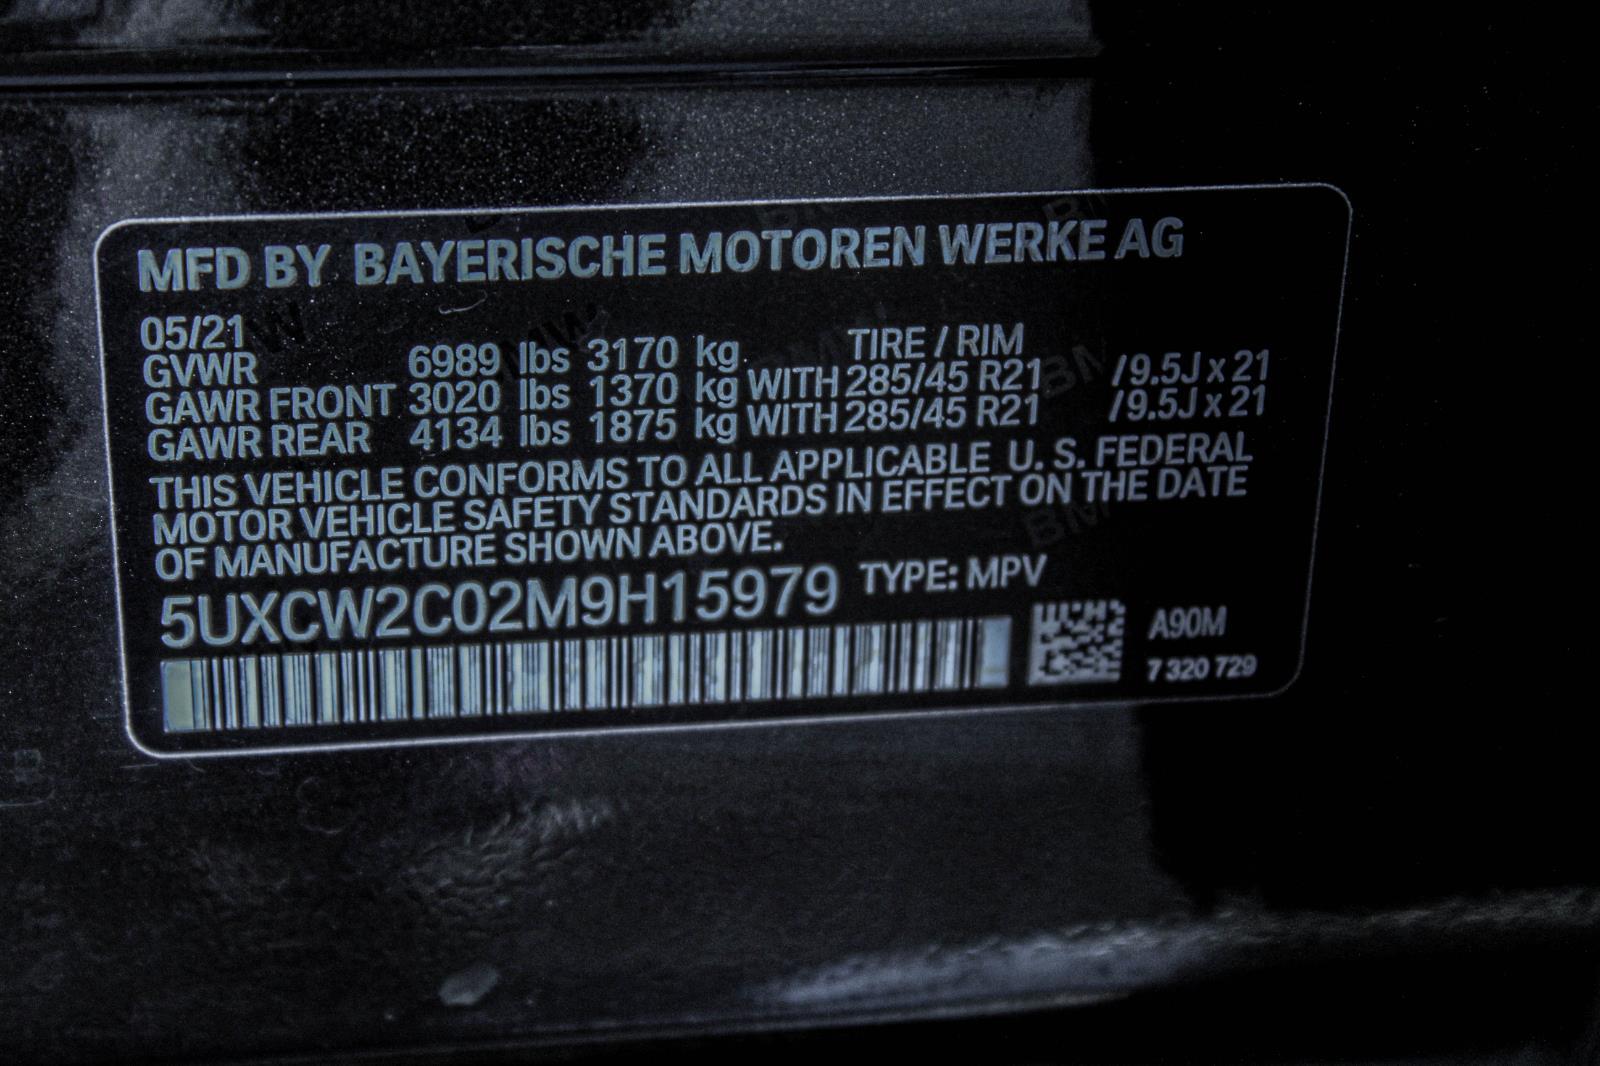 MFD BY BAYERISCHE MOTOREN WERKE AG
05/21
TIRE / RIM
GVWR 6989 lbs 3170 kg
GAWR FRONT 3020 lbs 1370 kg WITH 285/45 R21 /9.5J x 21
GAWR REAR 4134 lbs 1875 kg WITH 285/45 R21 /9.5J x 21
THIS VEHICLE CONFORMS TO ALL APPLICABLE U. S. FEDERAL
MOTOR VEHICLE SAFETY STANDARDS IN EFFECT ON THE DATE
OF MANUFACTURE SHOWN ABOVE.
5UXCW2C02M9H15979 TYPE: MPV
A90M
7 320 729